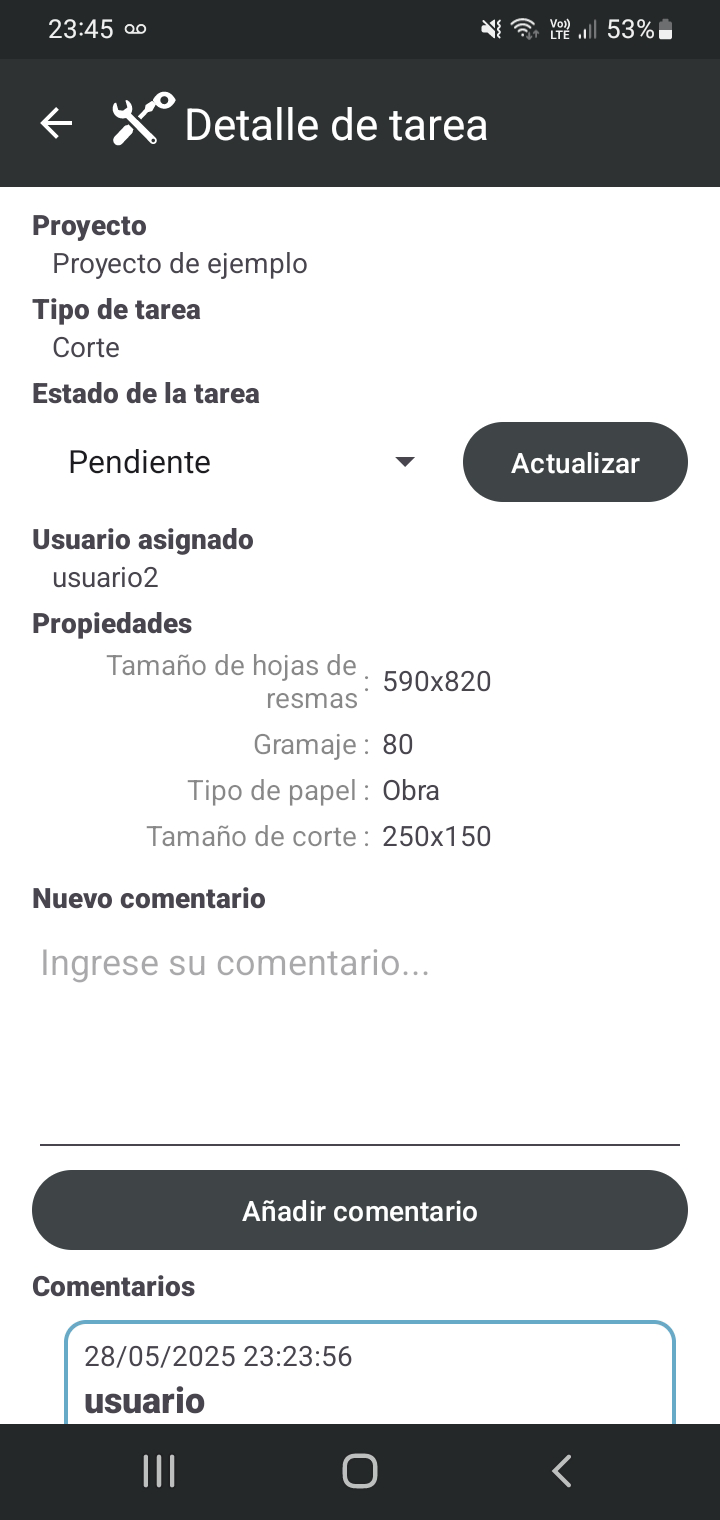 23:45
Vo)) LTE
53%
Detalle de tarea
Proyecto
Proyecto de ejemplo
Tipo de tarea
Corte
Estado de la tarea
Pendiente
Actualizar
Usuario asignado
usuario2
Propiedades
Tamaño de hojas de
resmas : 590x820
Gramaje : 80
Tipo de papel : Obra
Tamaño de corte : 250x150
Nuevo comentario
Ingrese su comentario...
Añadir comentario
Comentarios
28/05/2025 23:23:56
usuario